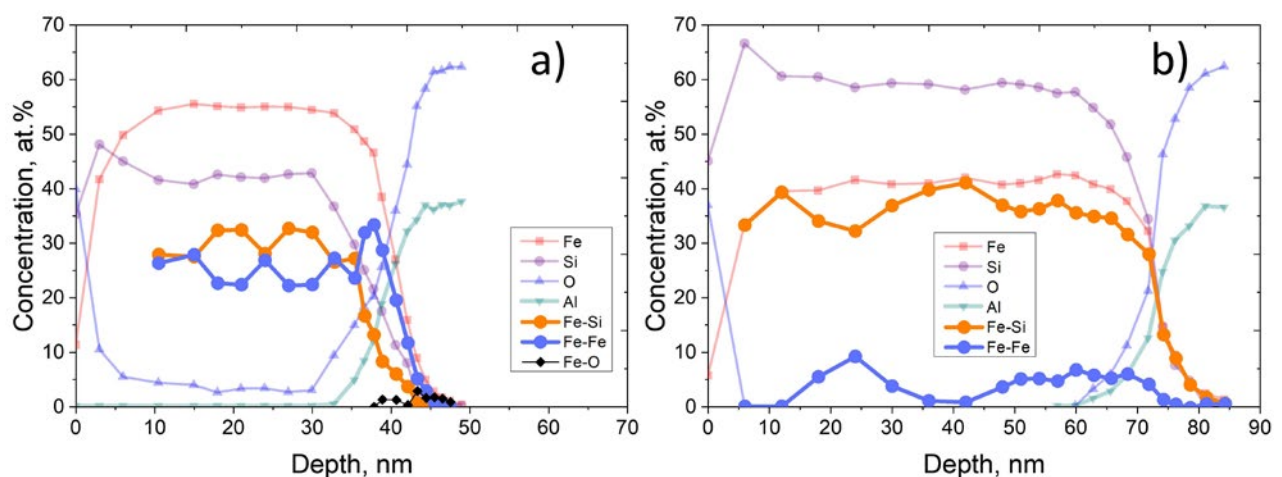 a)
Concentration, at.%
70
60
50
40
30
20
10
0
Fe
Si
O
Al
Fe-Si
Fe-Fe
Fe-O
0 10 20 30 40 50 60 70
Depth, nm
b)
Concentration, at.%
70
60
50
40
30
20
10
0
Fe
Si
O
Al
Fe-Si
Fe-Fe
0 10 20 30 40 50 60 70 80 90
Depth, nm